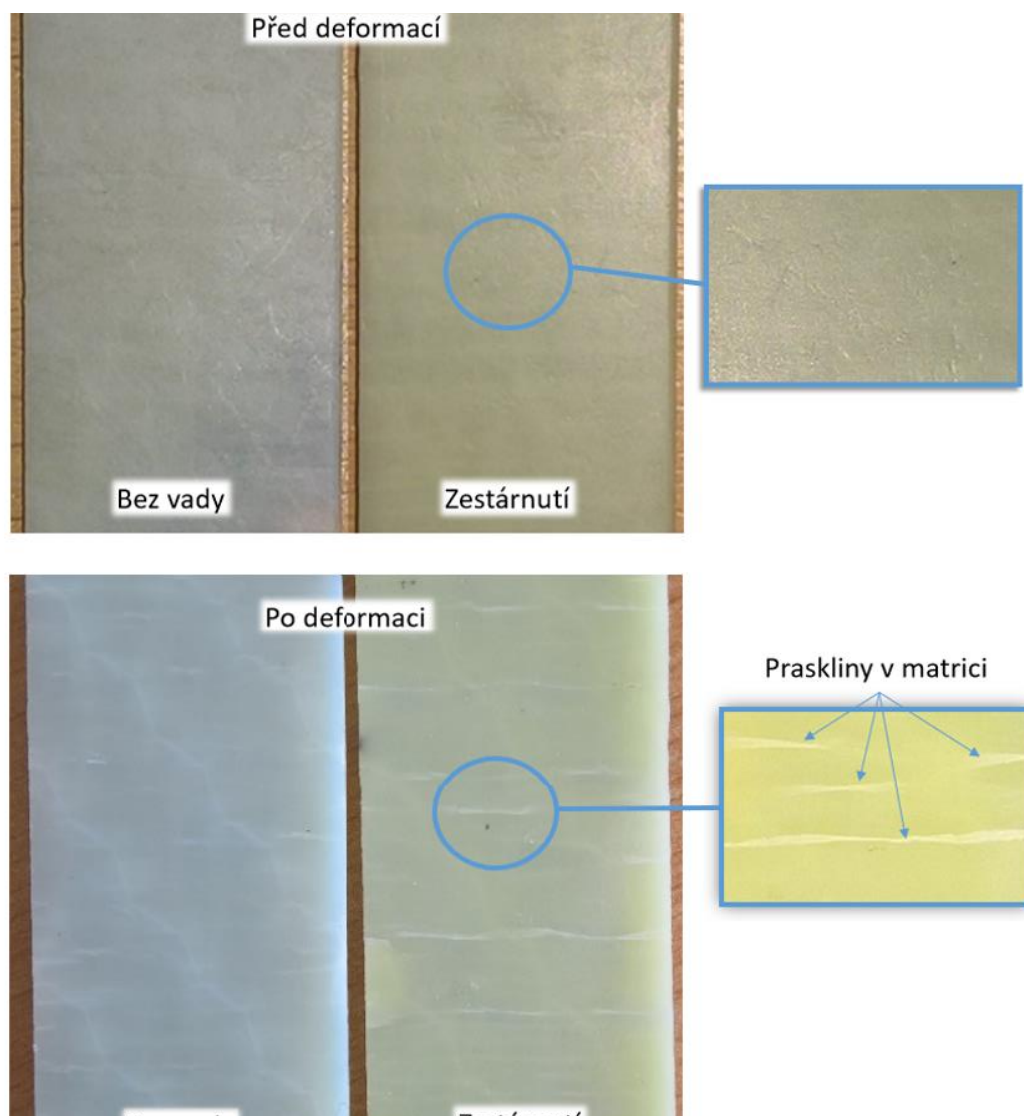 Před deformací
Bez vady
Zestárnutí
Po deformaci
Praskliny v matrici